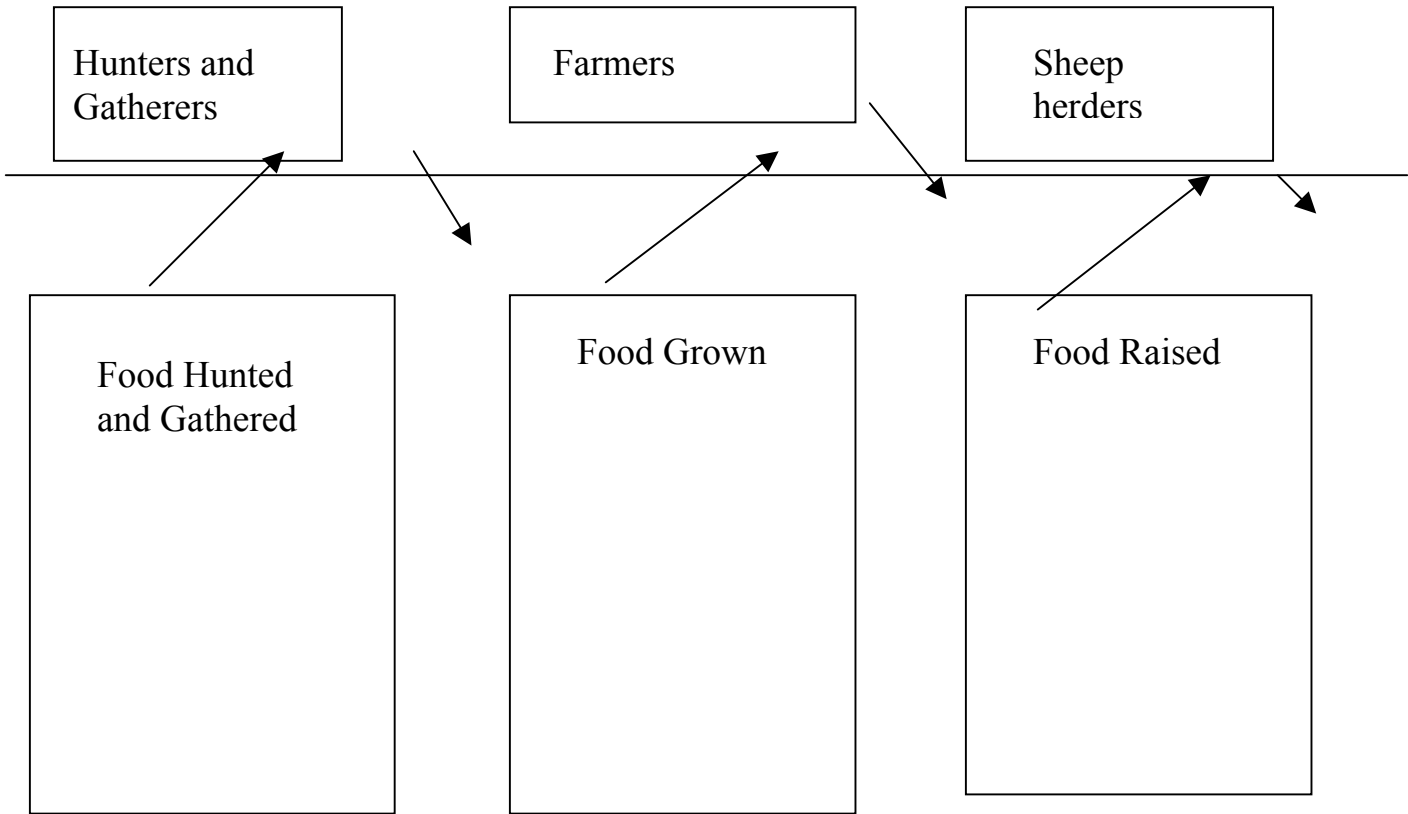 Hunters and
Gatherers
Farmers
Sheep
herders
Food Hunted
and Gathered
Food Grown
Food Raised